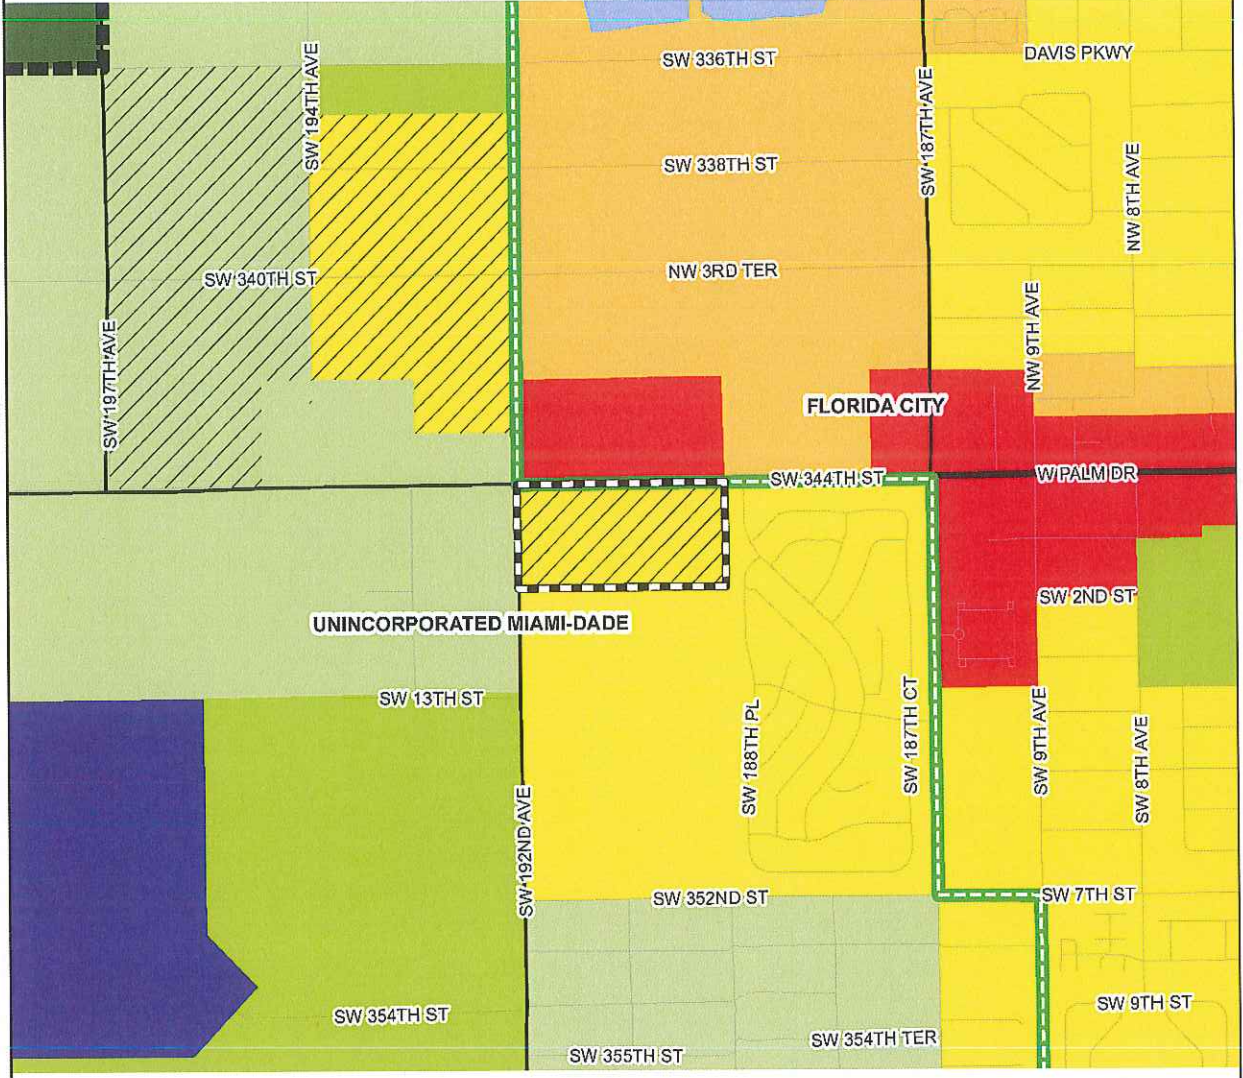 SW 336TH ST
DAVIS PKWY
SW 194TH AVE
SW 187TH AVE
SW 338TH ST
NW 8TH AVE
NW 3RD TER
SW 340TH ST
NW 9TH AVE
SW 197TH AVE
FLORIDA CITY
W PALM DR
SW 344TH ST
SW 2ND ST
UNINCORPORATED MIAMI-DADE
SW 13TH ST
SW 188TH PL
SW 187TH CT
SW 9TH AVE
SW 8TH AVE
SW 192ND AVE
SW 352ND ST
SW 7TH ST
SW 9TH ST
SW 354TH ST
SW 354TH TER
SW 355TH ST